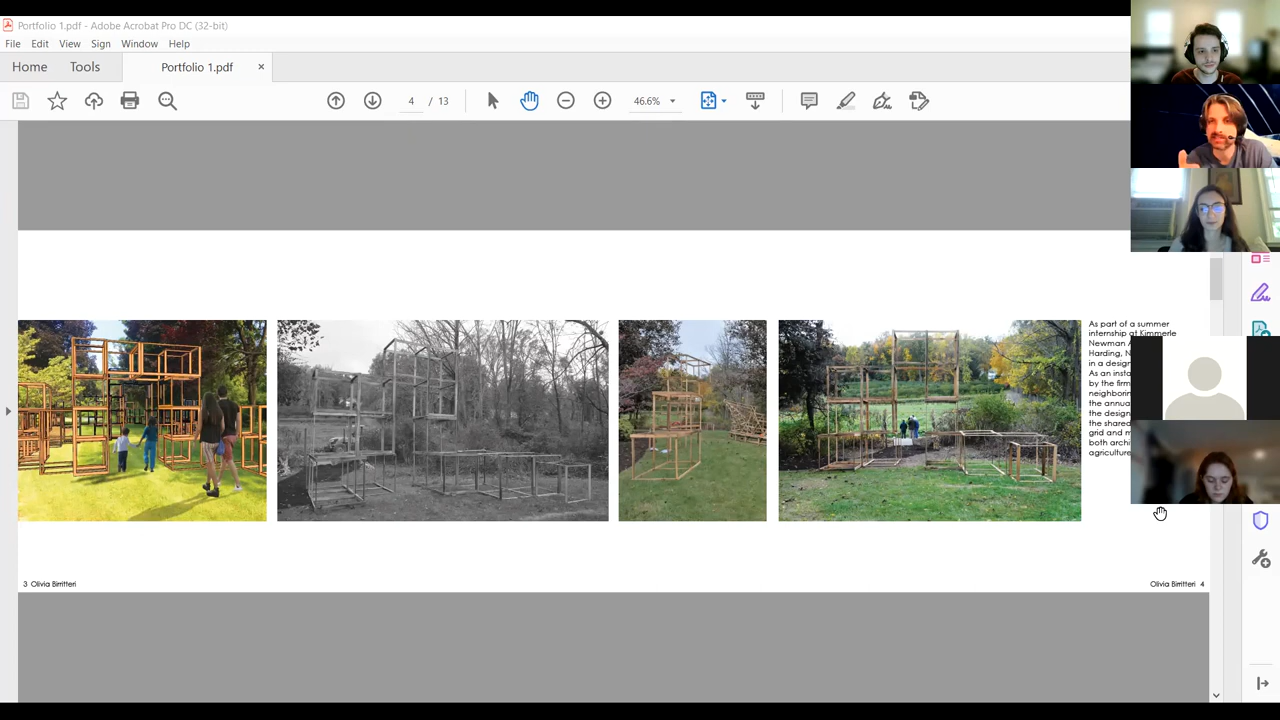 Portfolio 1.pdf - Adobe Acrobat Pro DC (32-bit)
File Edit View Sign Window Help
Home Tools Portfolio 1.pdf ×
4 / 13 46.6%
As part of a summer
internship at Kimmerle
Newman A
Harding, N
in a design
As an insta
by the firm
neighborin
the annua
the design
the shared
grid and m
both archi
agriculture
3 Olivia Birritteri
Olivia Birritteri 4